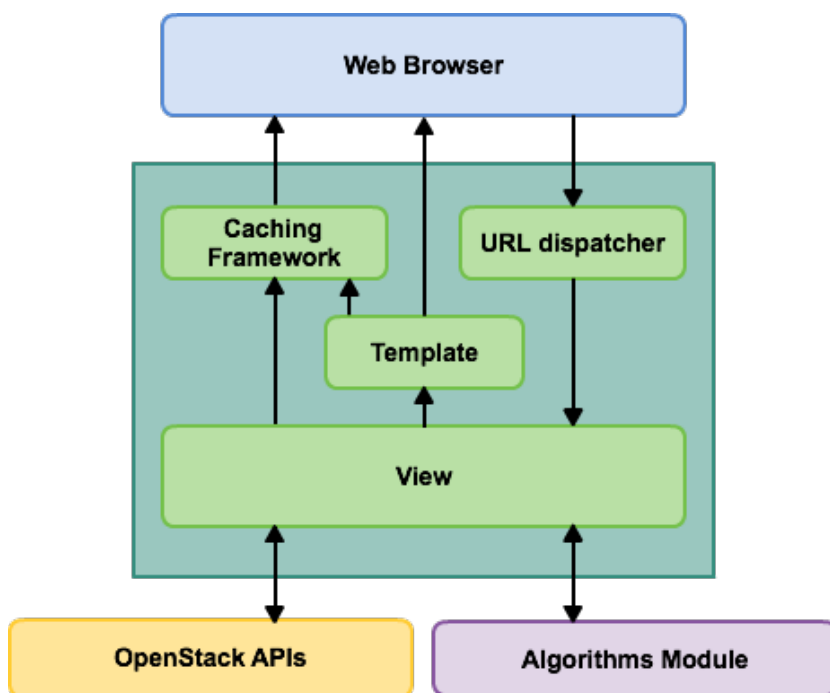 Web Browser
Caching
Framework
URL dispatcher
Template
View
OpenStack APIs
Algorithms Module